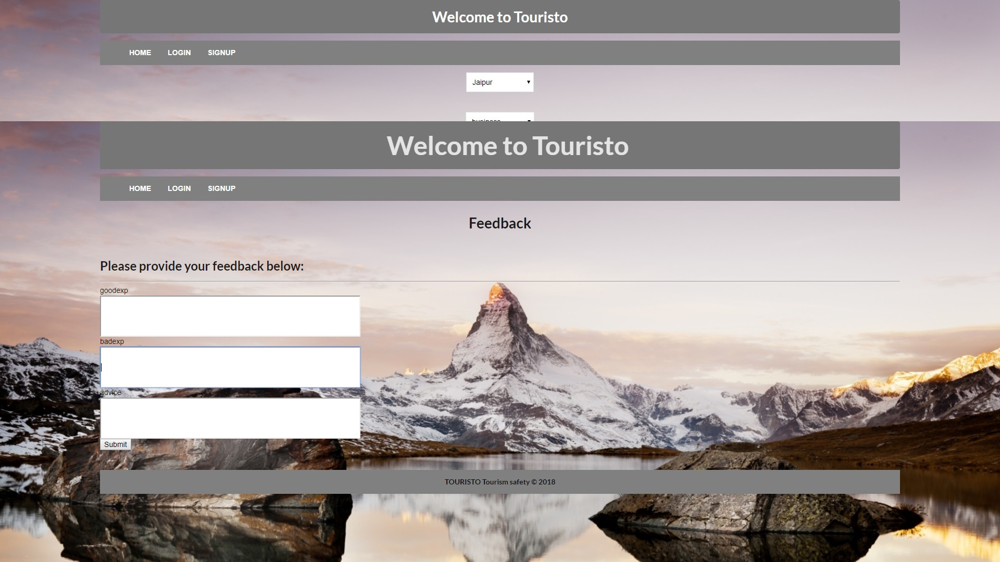 Welcome to Touristo
HOME LOGIN SIGNUP
Jaipur
business
Welcome to Touristo
HOME LOGIN SIGNUP
Feedback
Please provide your feedback below:
goodexp
badexp
advice
Submit
TOURISTO Tourism safety © 2018